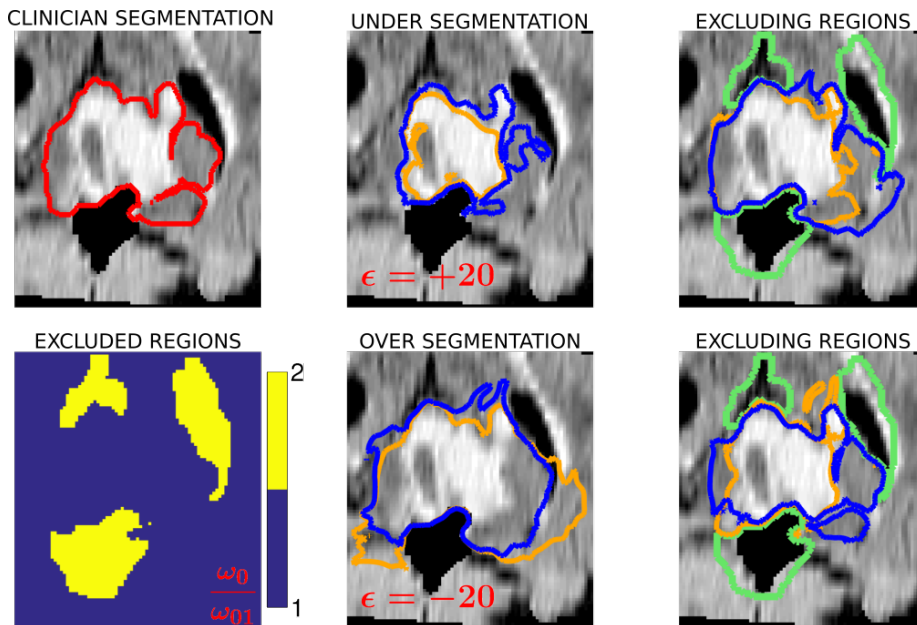 CLINICIAN SEGMENTATION
UNDER SEGMENTATION
EXCLUDING REGIONS
ϵ = +20
EXCLUDED REGIONS
OVER SEGMENTATION
EXCLUDING REGIONS
2
1
ω0
ω01
ϵ = −20